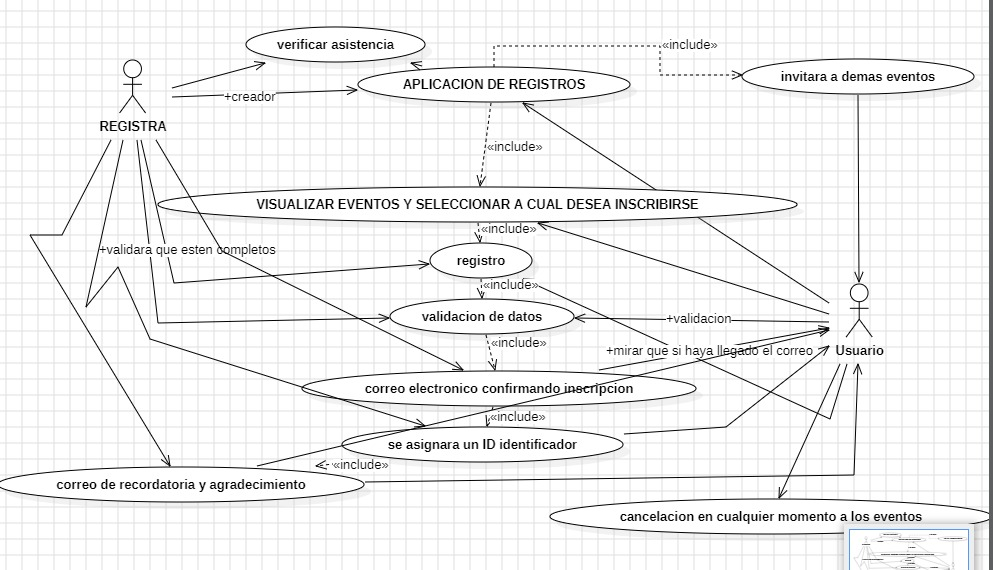 verificar asistencia
«include»
APLICACION DE REGISTROS
invitara a demas eventos
+creador
REGISTRA
«include»
VISUALIZAR EVENTOS Y SELECCIONAR A CUAL DESEA INSCRIBIRSE
«include»
+validara que esten completos
registro
«include»
validacion de datos
+validacion
«include»
+mirar que si haya llegado el correo
Usuario
correo electronico confirmando inscripcion
«include»
se asignara un ID identificador
«include»
correo de recordatoria y agradecimiento
cancelacion en cualquier momento a los eventos